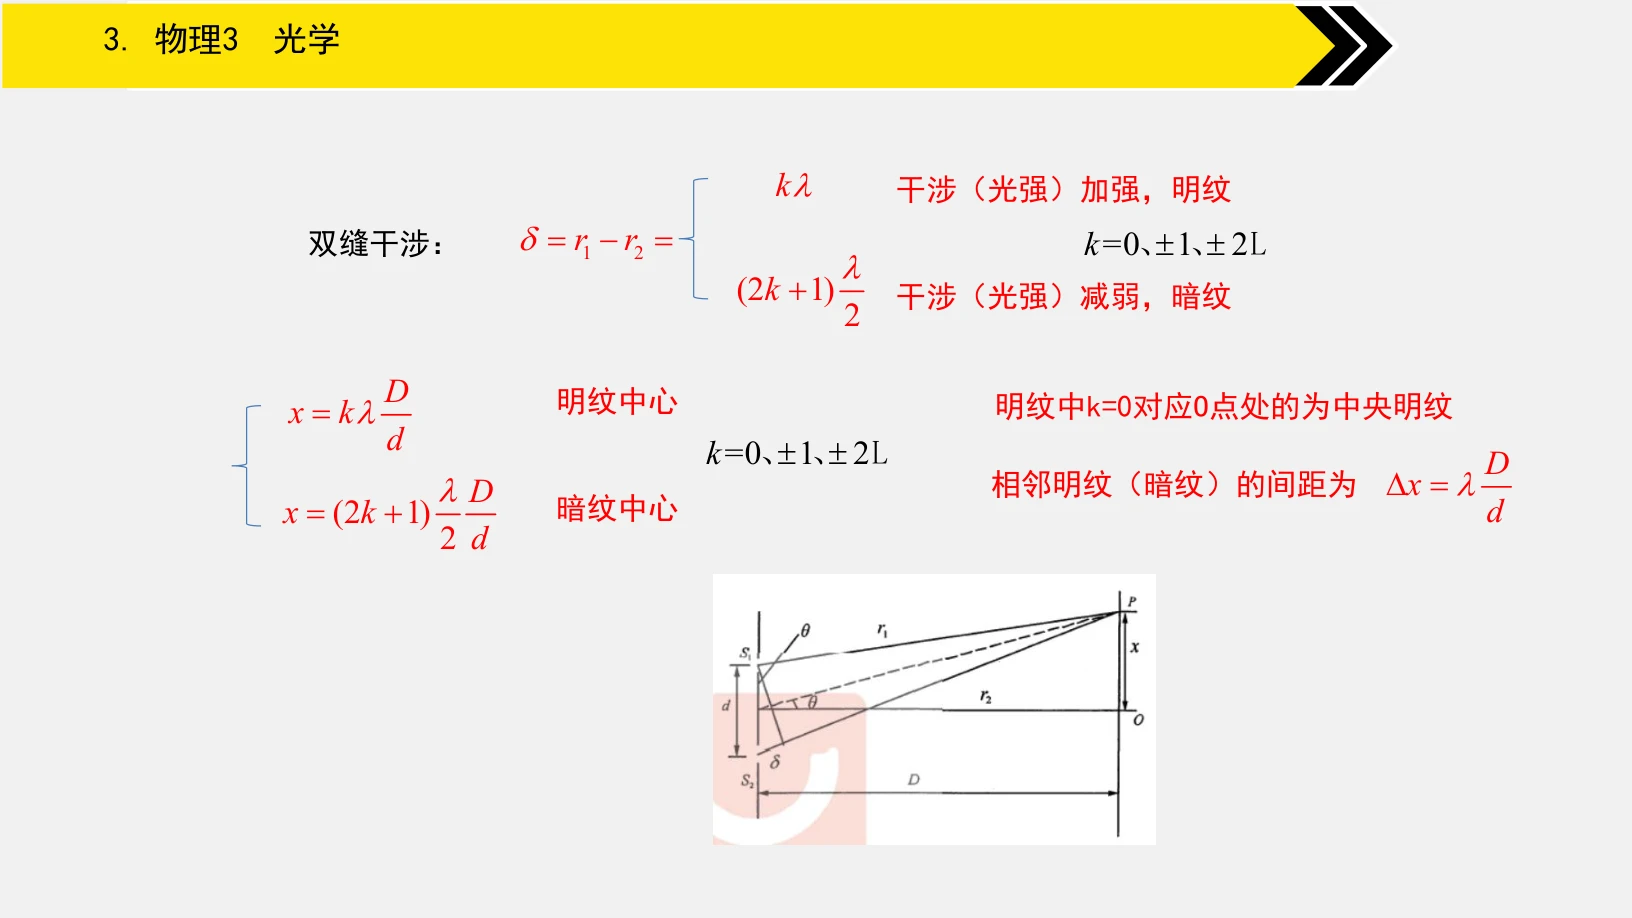 3. 物理3 光学
kλ 干涉（光强）加强，明纹
双缝干涉： δ = r₁ − r₂ = k=0、±1、± 2L
(2k +1) λ/2 干涉（光强）减弱，暗纹
x = kλ D/d 明纹中心
明纹中k=0对应O点处的为中央明纹
k=0、±1、± 2L
x = (2k +1) λ/2 D/d 暗纹中心
相邻明纹（暗纹）的间距为 Δx = λ D/d
P
θ
r₁
S₁
x
r₂
d
θ
O
δ
S₂
D